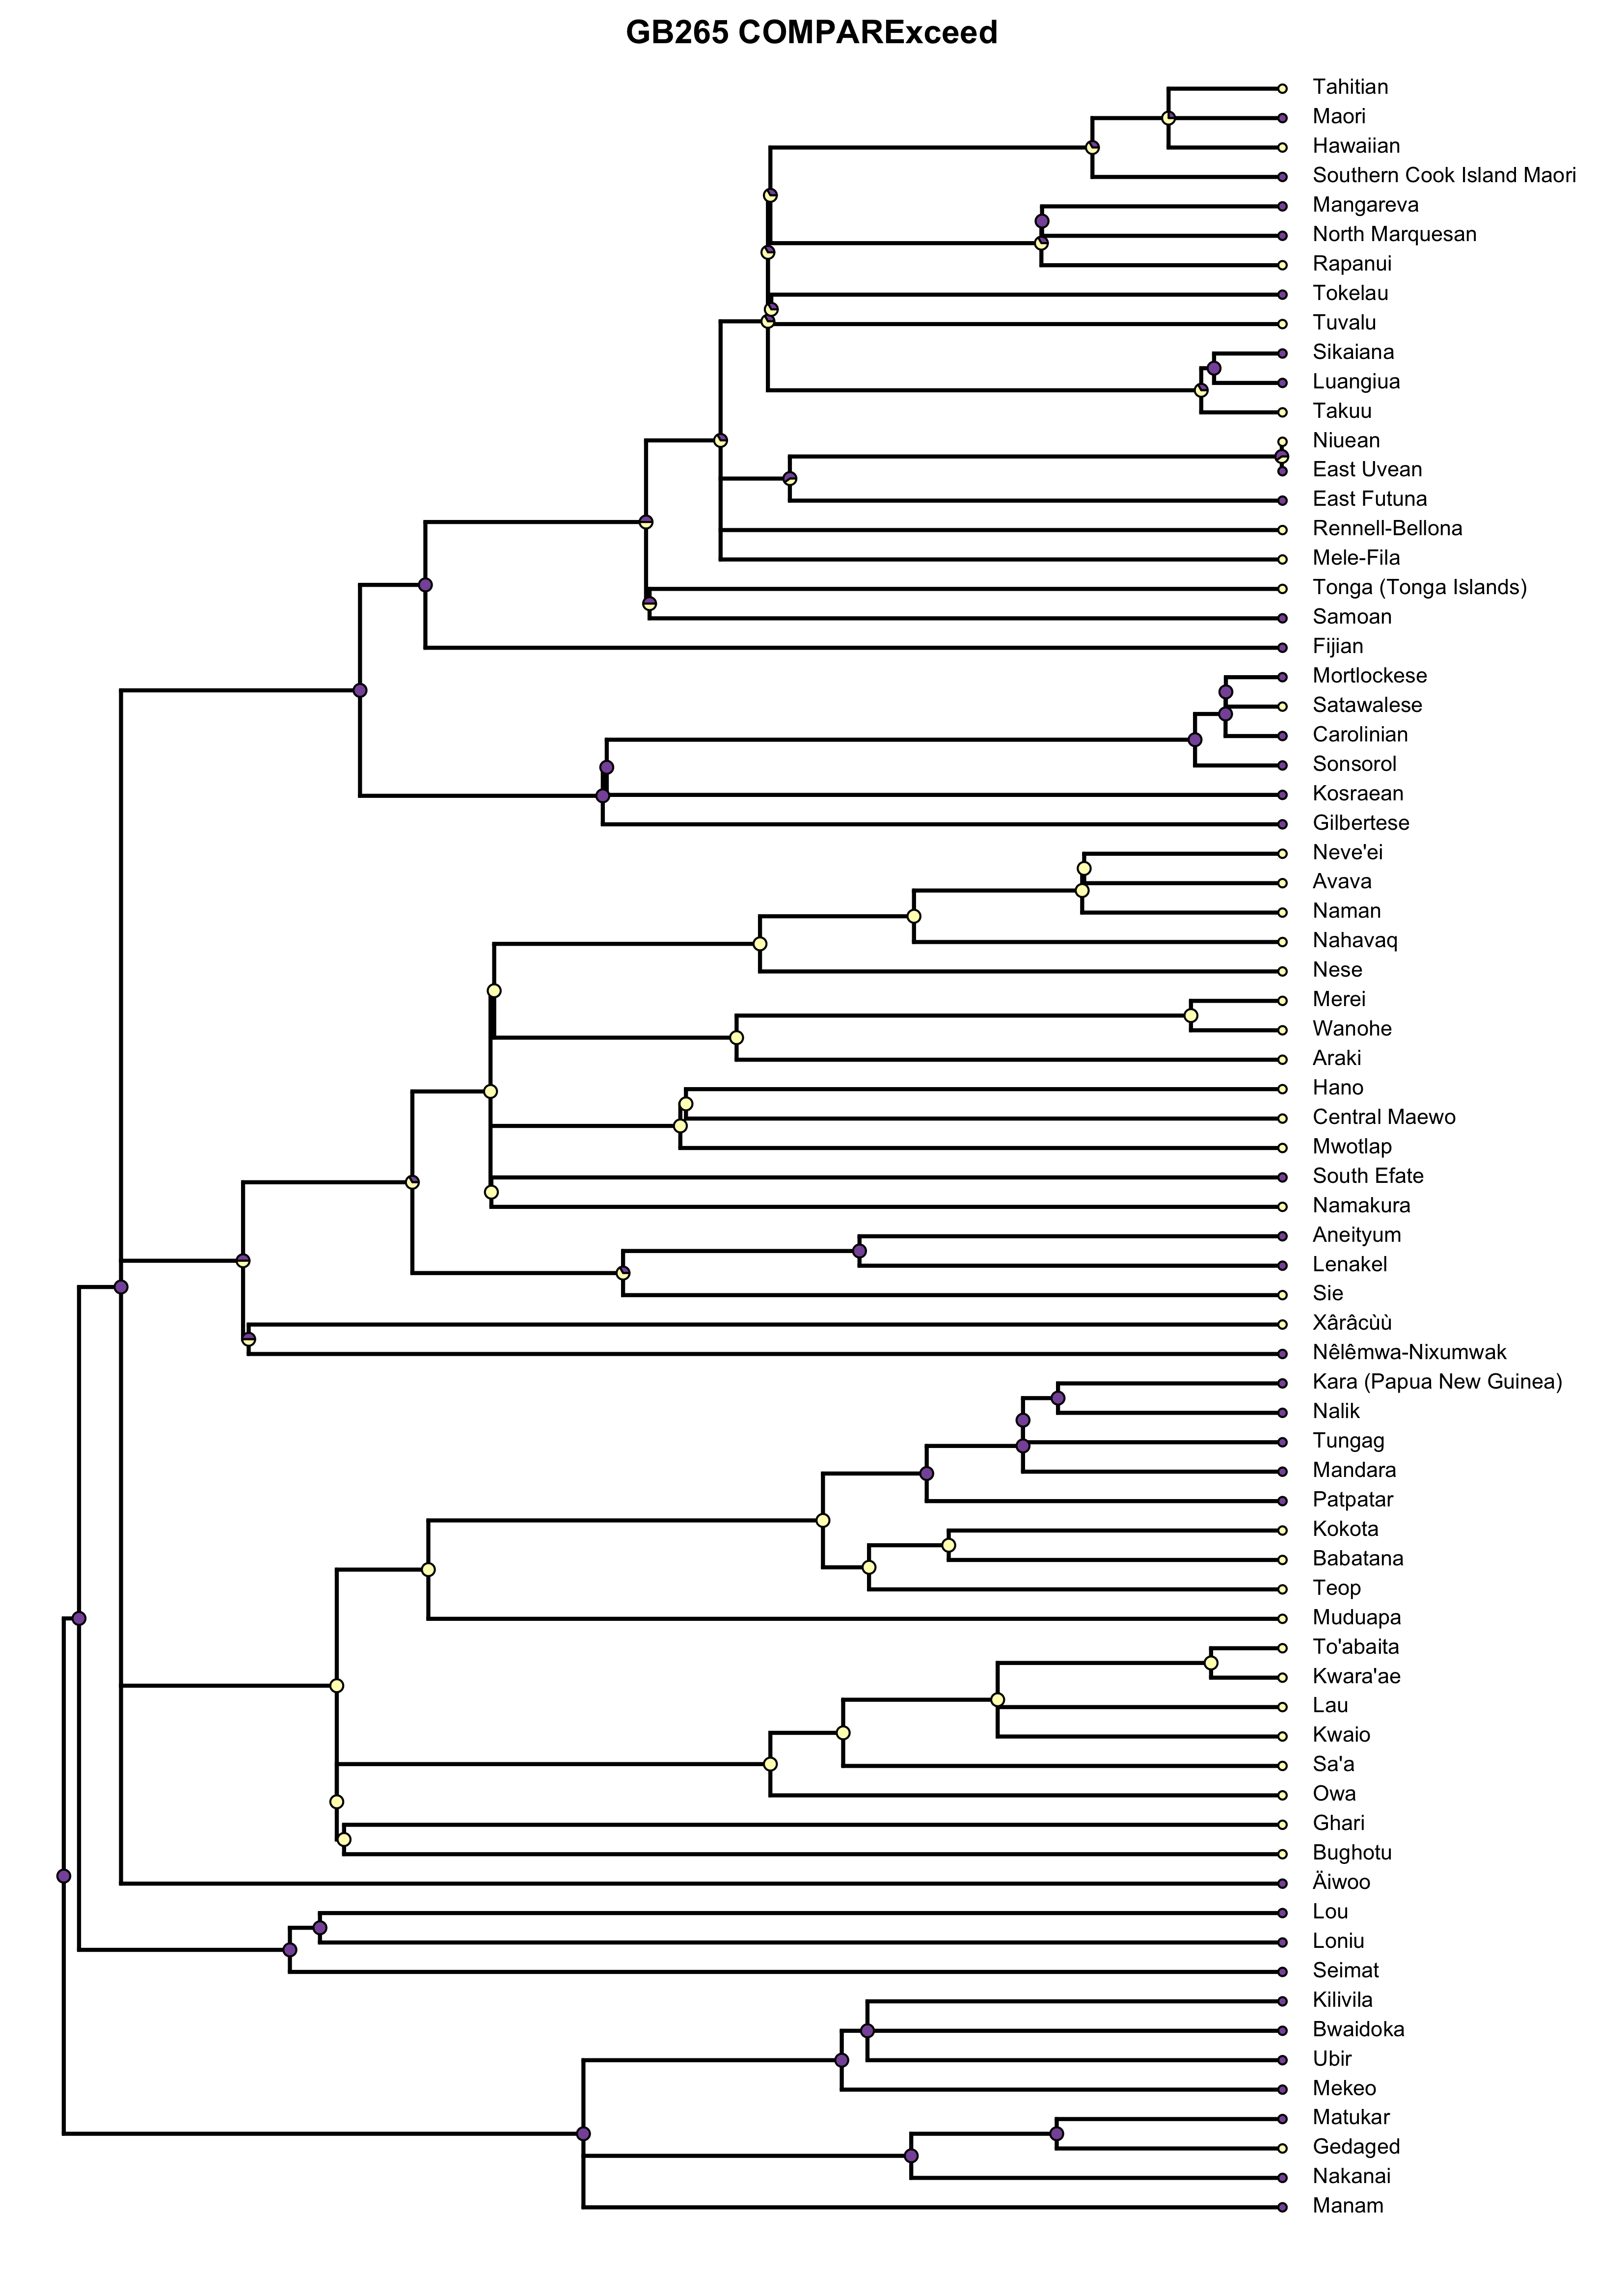 GB265 COMPARExceed
Tahitian
Maori
Hawaiian
Southern Cook Island Maori
Mangareva
North Marquesan
Rapanui
Tokelau
Tuvalu
Sikaiana
Luangiua
Takuu
Niuean
East Uvean
East Futuna
Rennell-Bellona
Mele-Fila
Tonga (Tonga Islands)
Samoan
Fijian
Mortlockese
Satawalese
Carolinian
Sonsorol
Kosraean
Gilbertese
Neve'ei
Avava
Naman
Nahavaq
Nese
Merei
Wanohe
Araki
Hano
Central Maewo
Mwotlap
South Efate
Namakura
Aneityum
Lenakel
Sie
Xârâcùù
Nêlêmwa-Nixumwak
Kara (Papua New Guinea)
Nalik
Tungag
Mandara
Patpatar
Kokota
Babatana
Teop
Muduapa
To'abaita
Kwara'ae
Lau
Kwaio
Sa'a
Owa
Ghari
Bughotu
Äiwoo
Lou
Loniu
Seimat
Kilivila
Bwaidoka
Ubir
Mekeo
Matukar
Gedaged
Nakanai
Manam